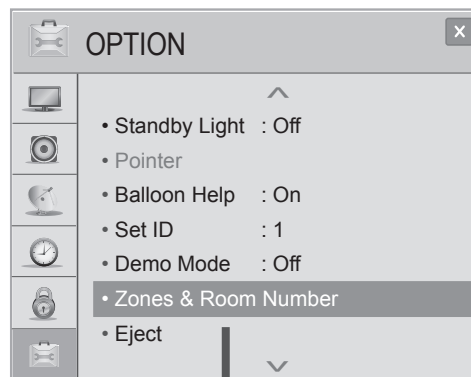 OPTION
X
• Standby Light : Off
• Pointer
• Balloon Help : On
• Set ID : 1
• Demo Mode : Off
• Zones & Room Number
• Eject